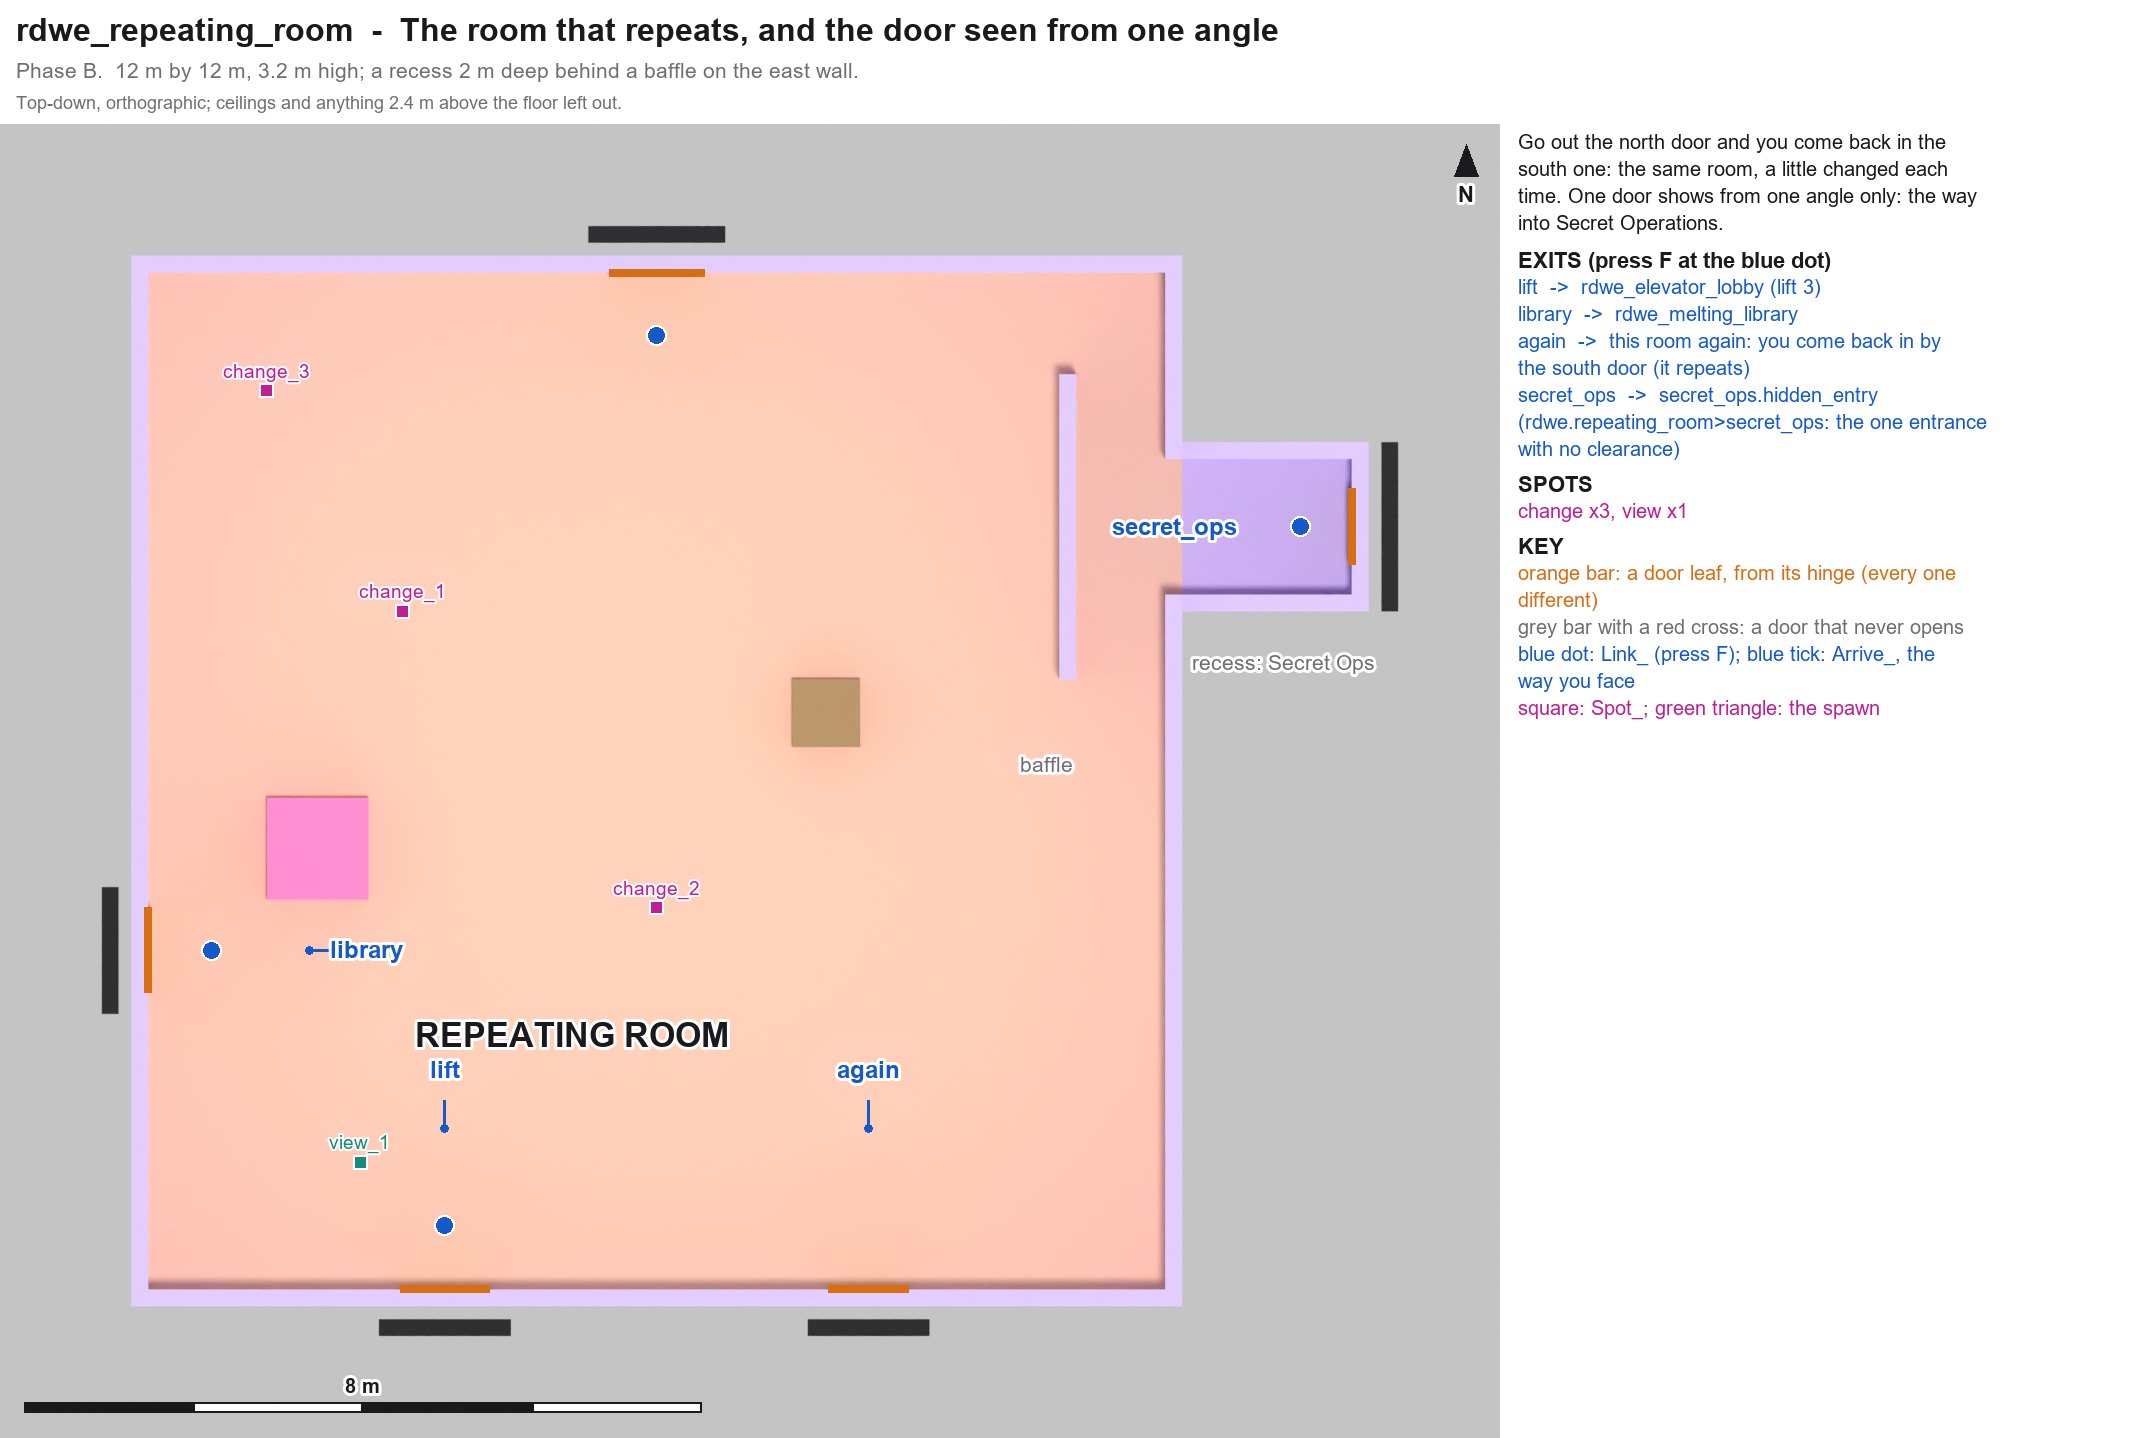 rdwe_repeating_room  -  The room that repeats, and the door seen from one angle
Phase B.  12 m by 12 m, 3.2 m high; a recess 2 m deep behind a baffle on the east wall.
Top-down, orthographic; ceilings and anything 2.4 m above the floor left out.
N
change_3
change_1
secret_ops
recess: Secret Ops
baffle
change_2
library
REPEATING ROOM
lift
again
view_1
8 m
Go out the north door and you come back in the
south one: the same room, a little changed each
time. One door shows from one angle only: the way
into Secret Operations.
EXITS (press F at the blue dot)
lift  ->  rdwe_elevator_lobby (lift 3)
library  ->  rdwe_melting_library
again  ->  this room again: you come back in by
the south door (it repeats)
secret_ops  ->  secret_ops.hidden_entry
(rdwe.repeating_room>secret_ops: the one entrance
with no clearance)
SPOTS
change x3, view x1
KEY
orange bar: a door leaf, from its hinge (every one
different)
grey bar with a red cross: a door that never opens
blue dot: Link_ (press F); blue tick: Arrive_, the
way you face
square: Spot_; green triangle: the spawn